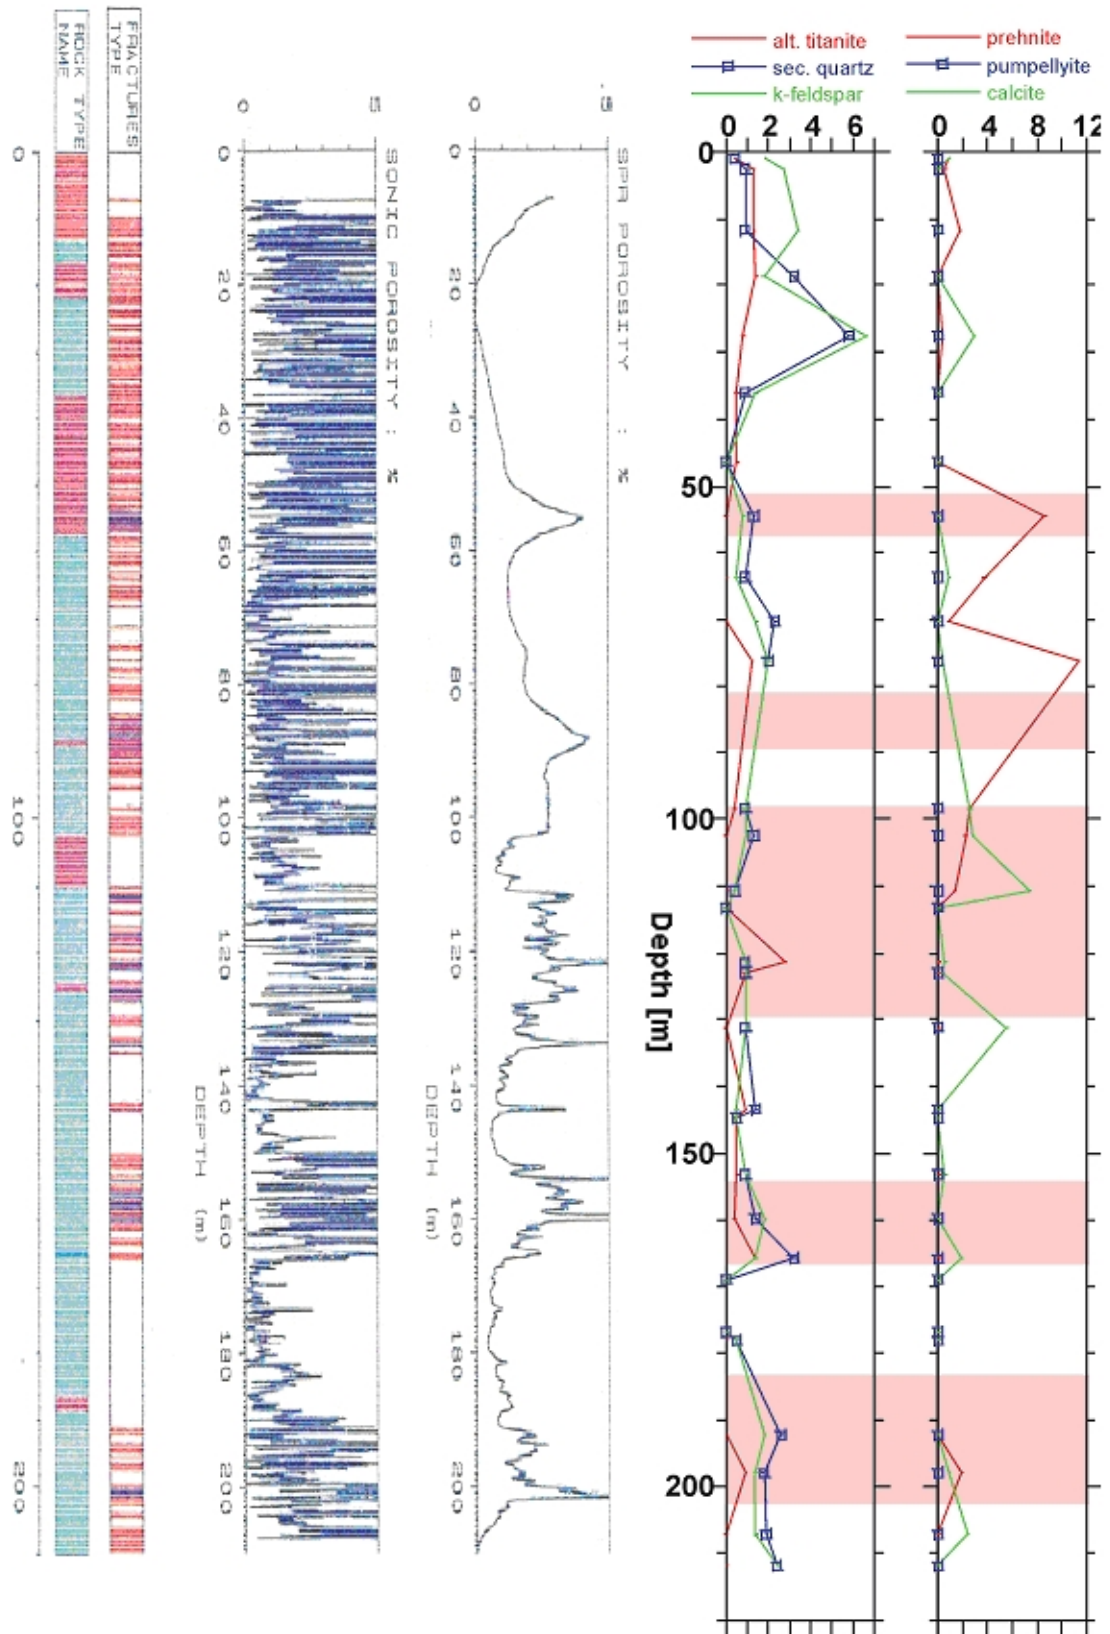 alt. titanite
prehnite
sec. quartz
pumpellyite
k-feldspar
calcite
0 2 4 6
0 4 8 12
0
50
100
150
200
Depth [m]
SPR POROSITY : %
0 5
0 20 40 60 80 100 120 140 160 180 200
DEPTH (m)
SONIC POROSITY : %
0 5
0 20 40 60 80 100 120 140 160 180 200
DEPTH (m)
FRACTURES
TYPE
ROCK TYPE
NAME
0 100 200